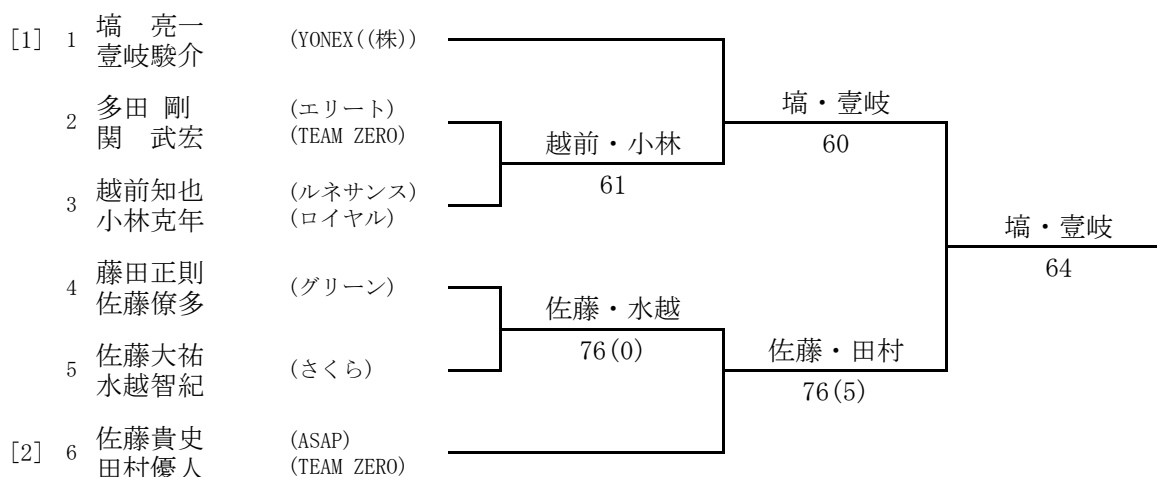 [1] 1 塙 亮一 (YONEX((株))
壹岐駿介
塙・壹岐
60
2 多田 剛 (エリート)
関 武宏 (TEAM ZERO)
越前・小林
61
3 越前知也 (ルネサンス)
小林克年 (ロイヤル)
塙・壹岐
64
4 藤田正則 (グリーン)
佐藤僚多
佐藤・水越
76(0)
5 佐藤大祐 (さくら)
水越智紀
佐藤・田村
76(5)
[2] 6 佐藤貴史 (ASAP)
田村優人 (TEAM ZERO)